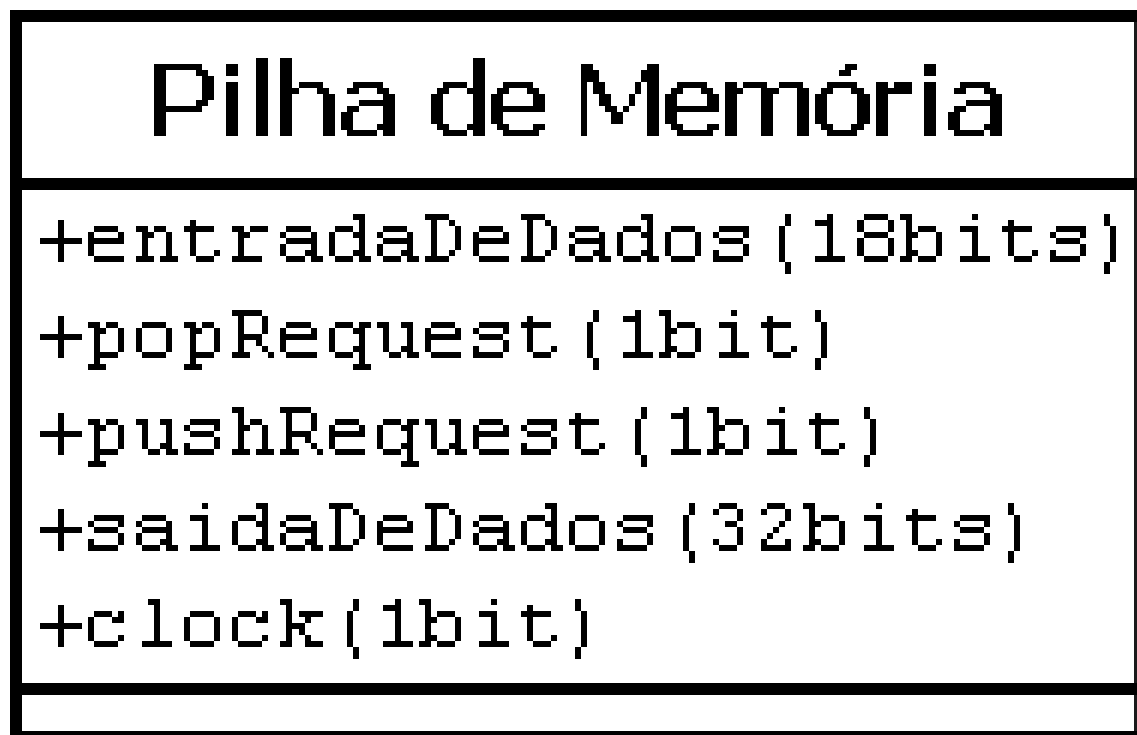 Pilha de Memória
+entradaDeDados(18bits)
+popRequest(1bit)
+pushRequest(1bit)
+saidaDeDados(32bits)
+clock(1bit)